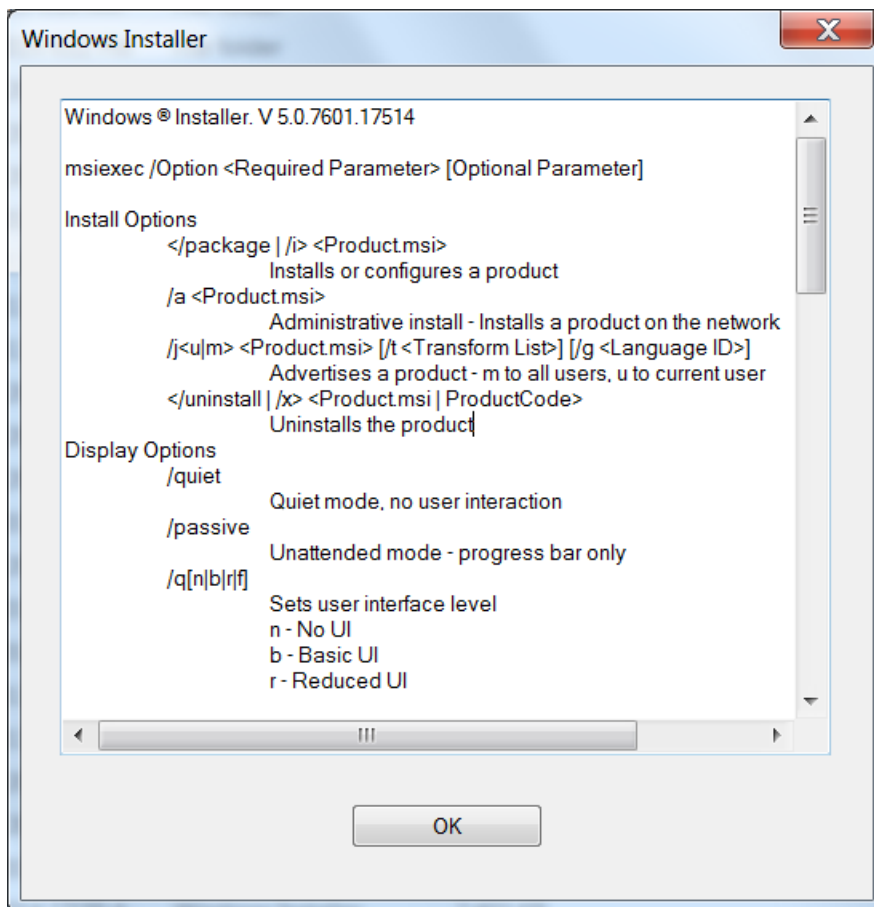 Windows Installer
Windows ® Installer. V 5.0.7601.17514
msiexec /Option <Required Parameter> [Optional Parameter]
Install Options
</package | /i> <Product.msi>
Installs or configures a product
/a <Product.msi>
Administrative install - Installs a product on the network
/j<u|m> <Product.msi> [/t <Transform List>] [/g <Language ID>]
Advertises a product - m to all users, u to current user
</uninstall | /x> <Product.msi | ProductCode>
Uninstalls the product
Display Options
/quiet
Quiet mode, no user interaction
/passive
Unattended mode - progress bar only
/q[n|b|r|f]
Sets user interface level
n - No UI
b - Basic UI
r - Reduced UI
OK